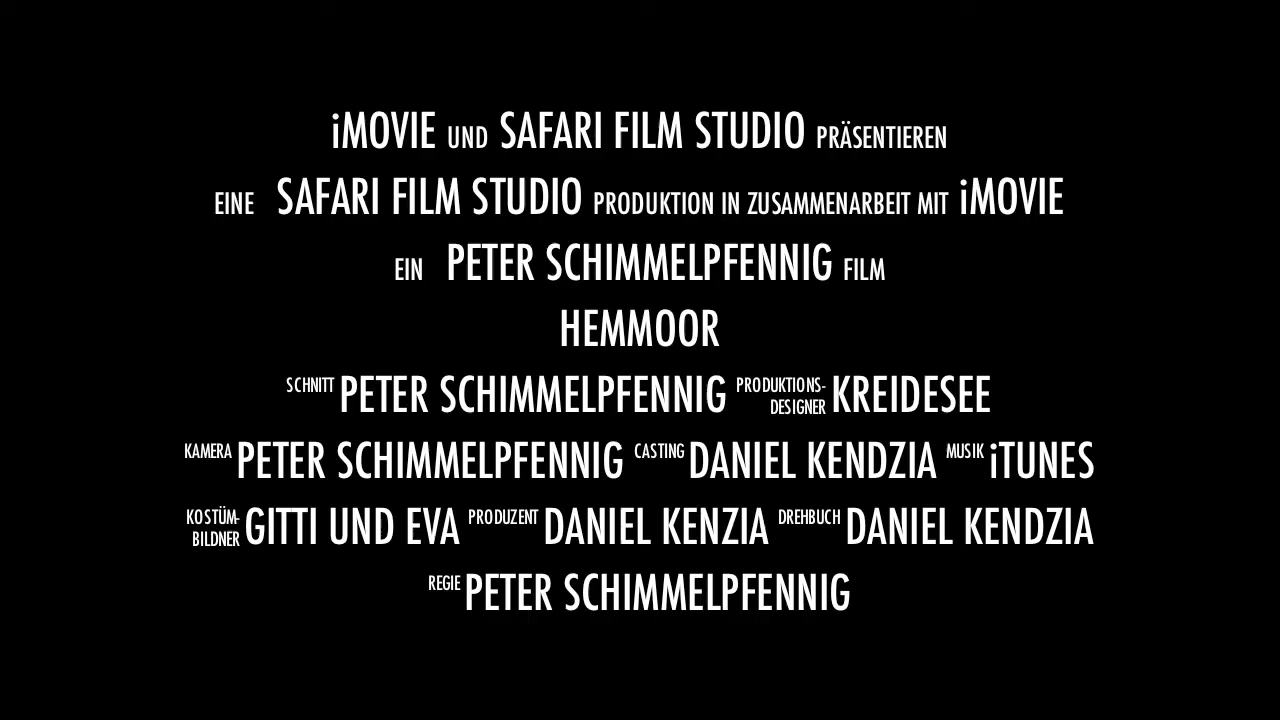 iMOVIE UND SAFARI FILM STUDIO PRÄSENTIEREN
EINE SAFARI FILM STUDIO PRODUKTION IN ZUSAMMENARBEIT MIT iMOVIE
EIN PETER SCHIMMELPFENNIG FILM
HEMMOOR
SCHNITT PETER SCHIMMELPFENNIG PRODUKTIONS-DESIGNER KREIDESEE
KAMERA PETER SCHIMMELPFENNIG CASTING DANIEL KENDZIA MUSIK iTUNES
KOSTÜM-BILDNER GITTI UND EVA PRODUZENT DANIEL KENZIA DREHBUCH DANIEL KENDZIA
REGIE PETER SCHIMMELPFENNIG